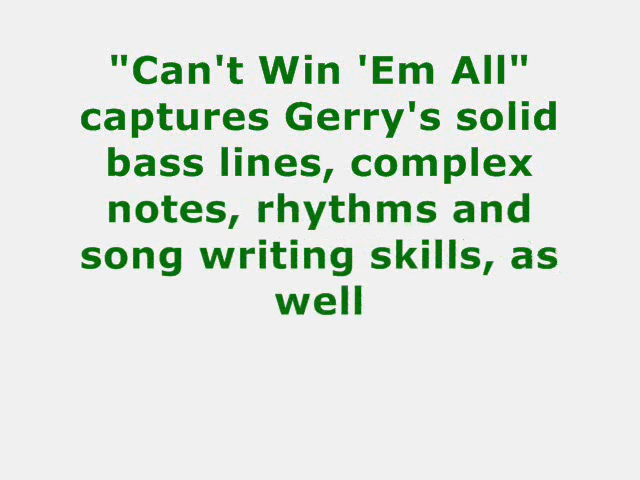 "Can't Win 'Em All"
captures Gerry's solid
bass lines, complex
notes, rhythms and
song writing skills, as
well